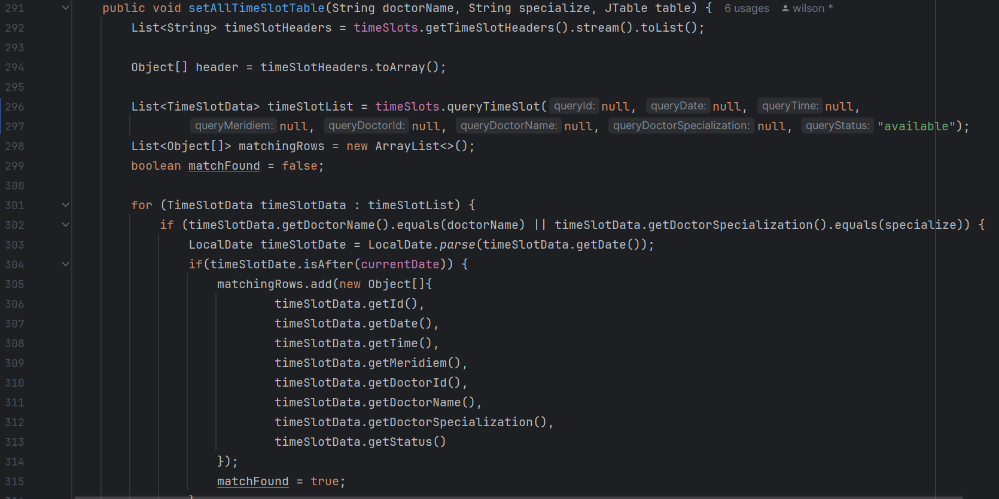 291 public void setAllTimeSlotTable(String doctorName, String specialize, JTable table) { 6 usages wilson *
292 List<String> timeSlotHeaders = timeSlots.getTimeSlotHeaders().stream().toList();
293
294 Object[] header = timeSlotHeaders.toArray();
295
296 List<TimeSlotData> timeSlotList = timeSlots.queryTimeSlot( queryId: null, queryDate: null, queryTime: null,
297 queryMeridiem: null, queryDoctorId: null, queryDoctorName: null, queryDoctorSpecialization: null, queryStatus: "available");
298 List<Object[]> matchingRows = new ArrayList<>();
299 boolean matchFound = false;
300
301 for (TimeSlotData timeSlotData : timeSlotList) {
302 if (timeSlotData.getDoctorName().equals(doctorName) || timeSlotData.getDoctorSpecialization().equals(specialize)) {
303 LocalDate timeSlotDate = LocalDate.parse(timeSlotData.getDate());
304 if(timeSlotDate.isAfter(currentDate)) {
305 matchingRows.add(new Object[]{
306 timeSlotData.getId(),
307 timeSlotData.getDate(),
308 timeSlotData.getTime(),
309 timeSlotData.getMeridiem(),
310 timeSlotData.getDoctorId(),
311 timeSlotData.getDoctorName(),
312 timeSlotData.getDoctorSpecialization(),
313 timeSlotData.getStatus()
314 });
315 matchFound = true;